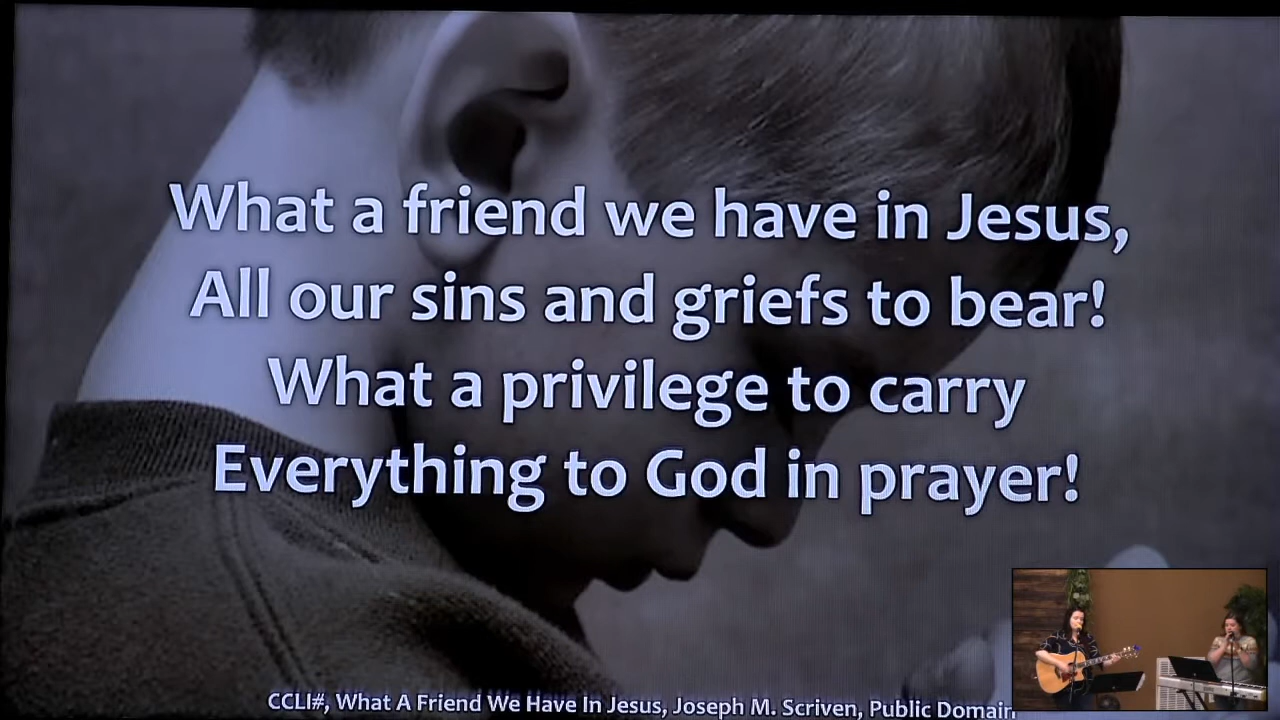 What a friend we have in Jesus,
All our sins and griefs to bear!
What a privilege to carry
Everything to God in prayer!
CCLI#, What A Friend We Have In Jesus, Joseph M. Scriven, Public Domain